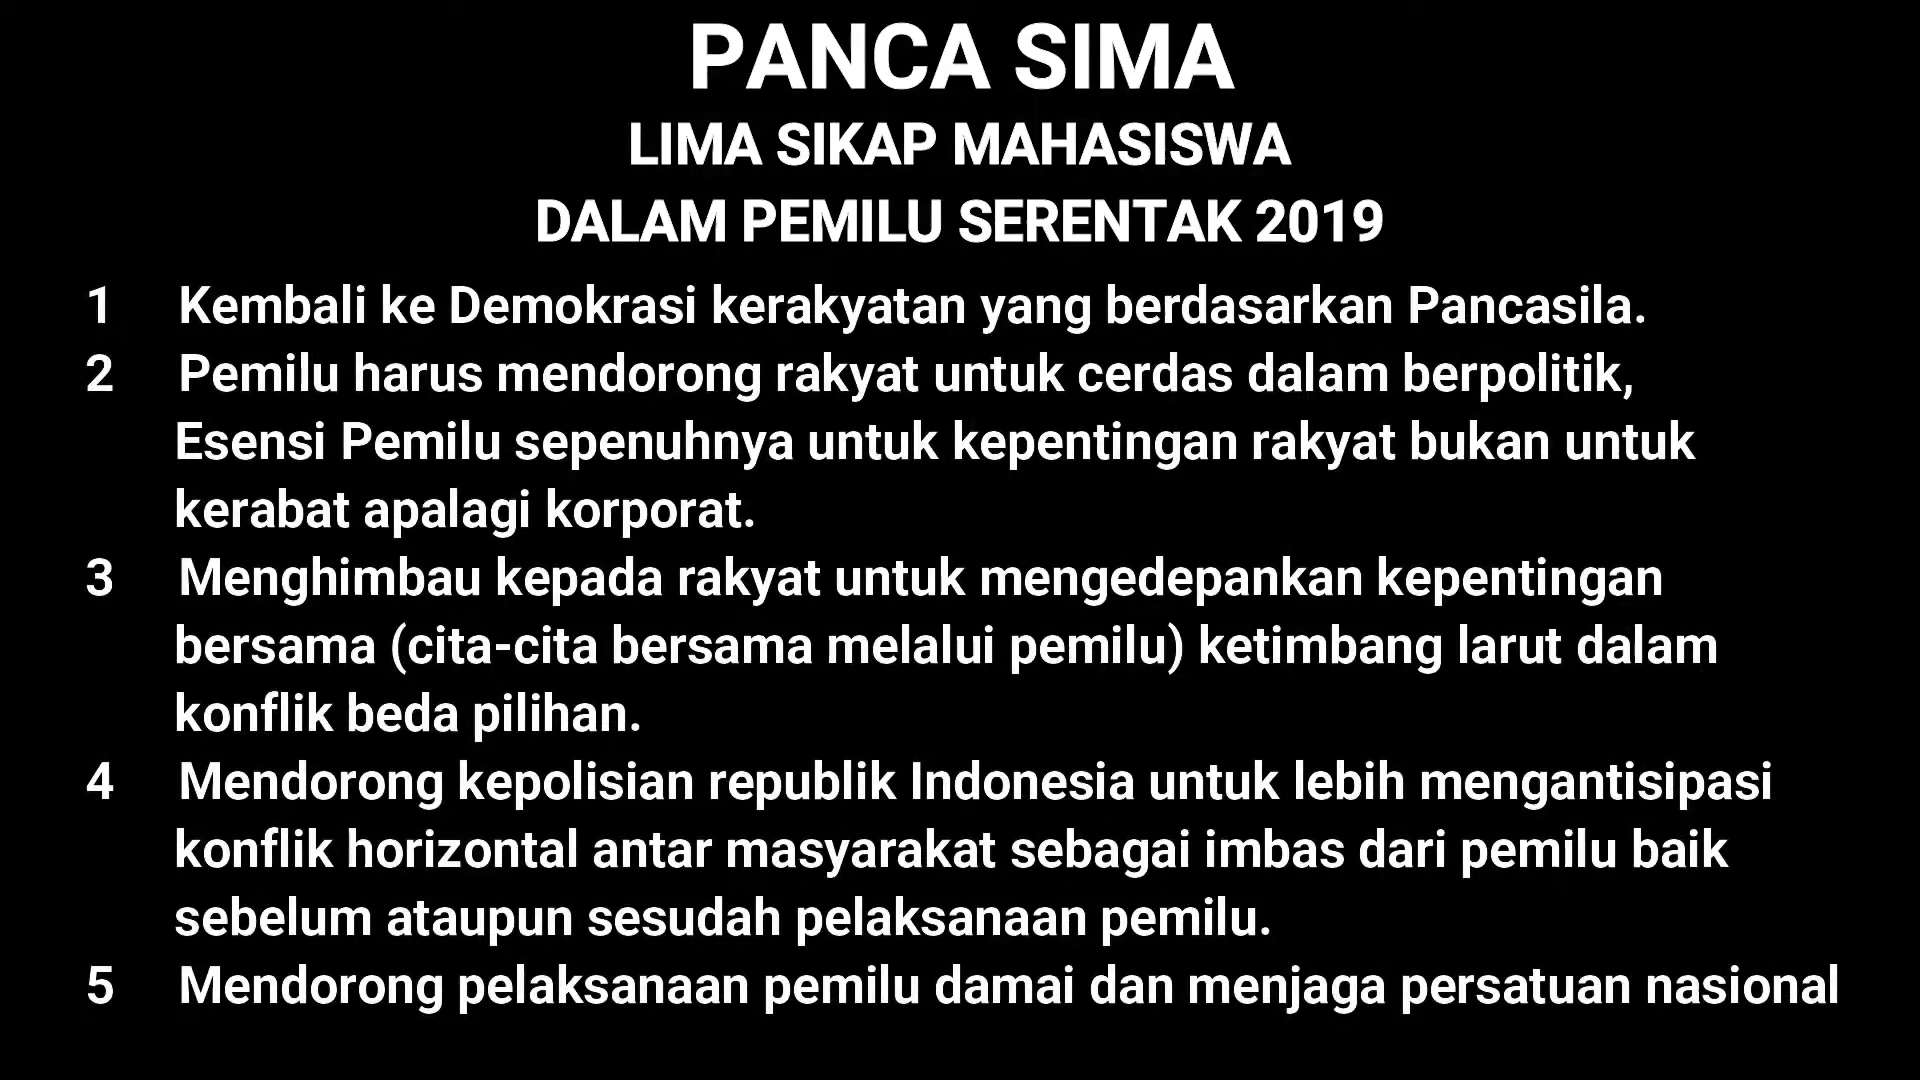 PANCA SIMA
LIMA SIKAP MAHASISWA
DALAM PEMILU SERENTAK 2019
1 Kembali ke Demokrasi kerakyatan yang berdasarkan Pancasila.
2 Pemilu harus mendorong rakyat untuk cerdas dalam berpolitik,
Esensi Pemilu sepenuhnya untuk kepentingan rakyat bukan untuk
kerabat apalagi korporat.
3 Menghimbau kepada rakyat untuk mengedepankan kepentingan
bersama (cita-cita bersama melalui pemilu) ketimbang larut dalam
konflik beda pilihan.
4 Mendorong kepolisian republik Indonesia untuk lebih mengantisipasi
konflik horizontal antar masyarakat sebagai imbas dari pemilu baik
sebelum ataupun sesudah pelaksanaan pemilu.
5 Mendorong pelaksanaan pemilu damai dan menjaga persatuan nasional